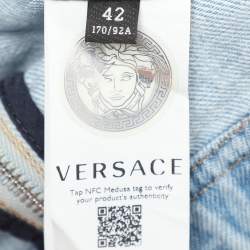 42
170/92A
VERSACE
Tap NFC Medusa tag to verify
your product's authenticity